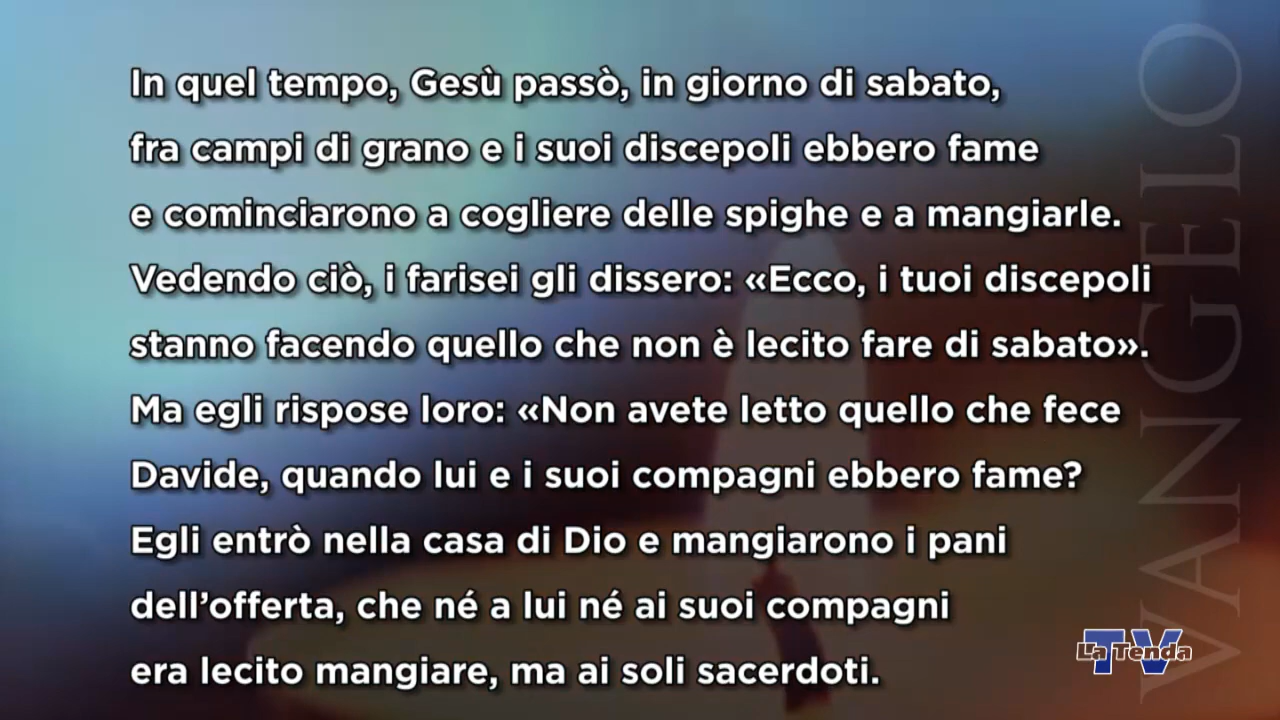 In quel tempo, Gesù passò, in giorno di sabato,
fra campi di grano e i suoi discepoli ebbero fame
e cominciarono a cogliere delle spighe e a mangiarle.
Vedendo ciò, i farisei gli dissero: «Ecco, i tuoi discepoli
stanno facendo quello che non è lecito fare di sabato».
Ma egli rispose loro: «Non avete letto quello che fece
Davide, quando lui e i suoi compagni ebbero fame?
Egli entrò nella casa di Dio e mangiarono i pani
dell’offerta, che né a lui né ai suoi compagni
era lecito mangiare, ma ai soli sacerdoti.
VANGELO
TV
La Tenda